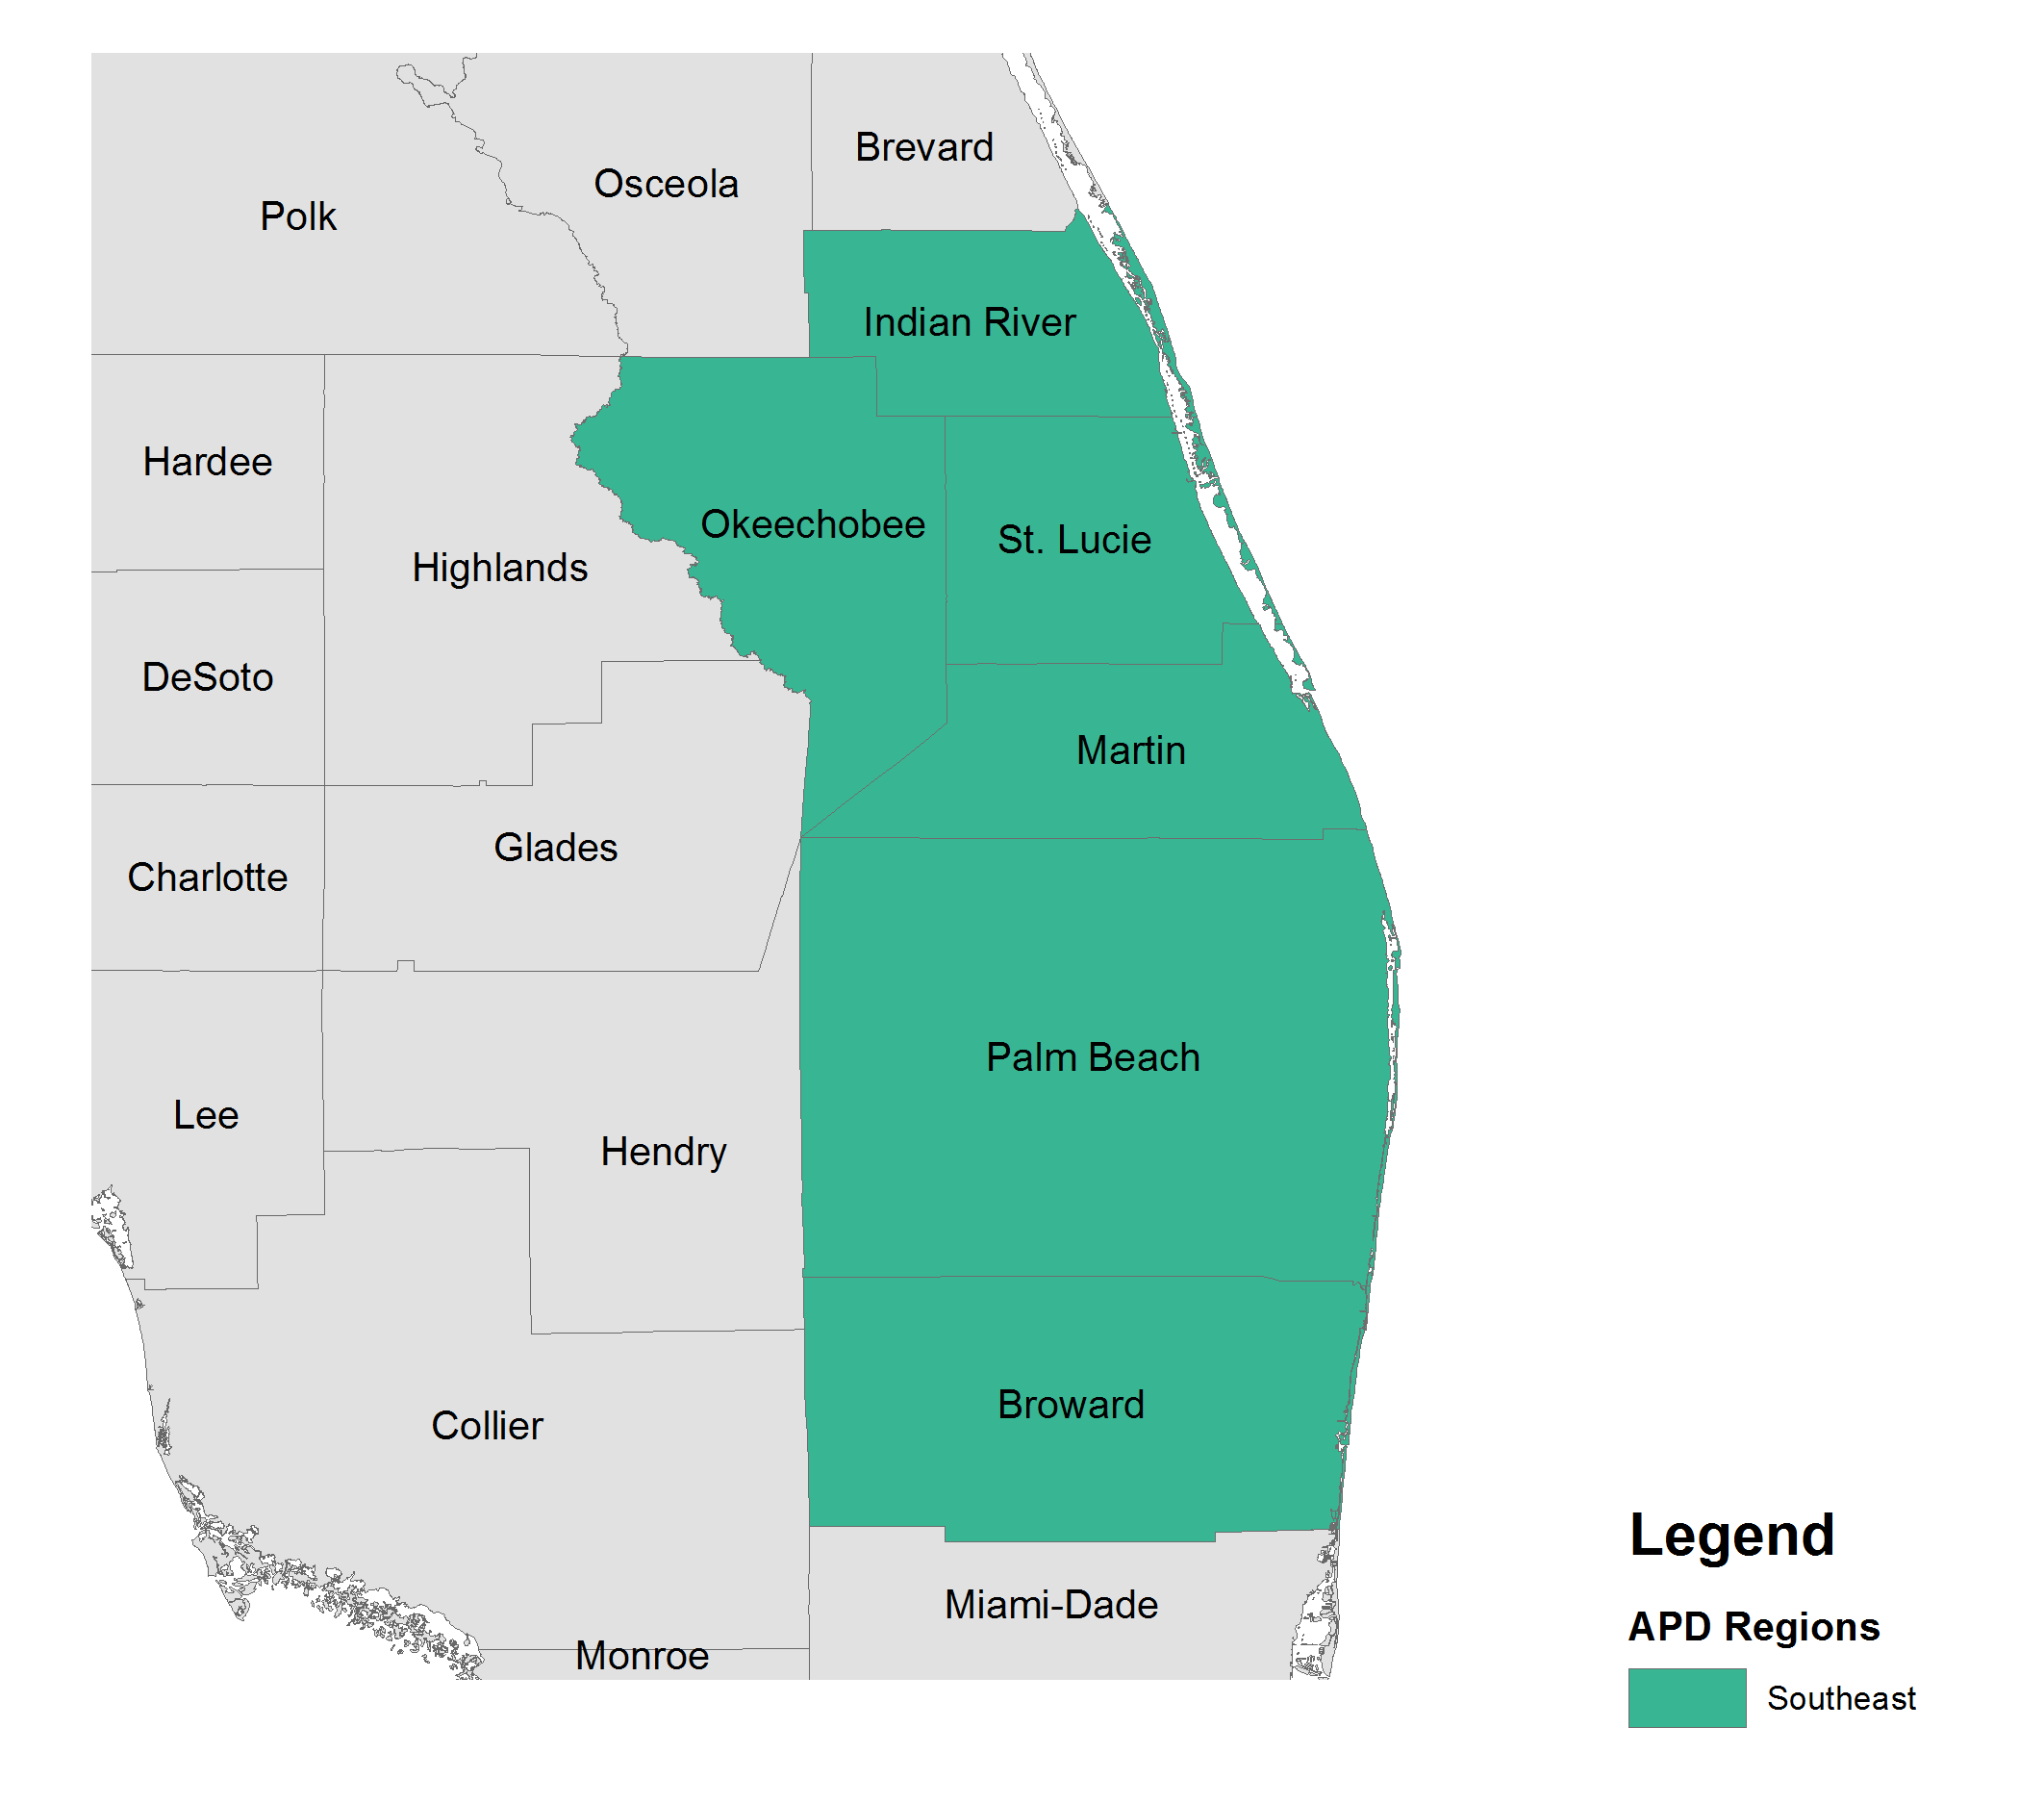 Brevard
Osceola
Polk
Indian River
Hardee
Okeechobee
St. Lucie
Highlands
DeSoto
Martin
Glades
Charlotte
Palm Beach
Lee
Hendry
Broward
Collier
Miami-Dade
Monroe
Legend
APD Regions
Southeast